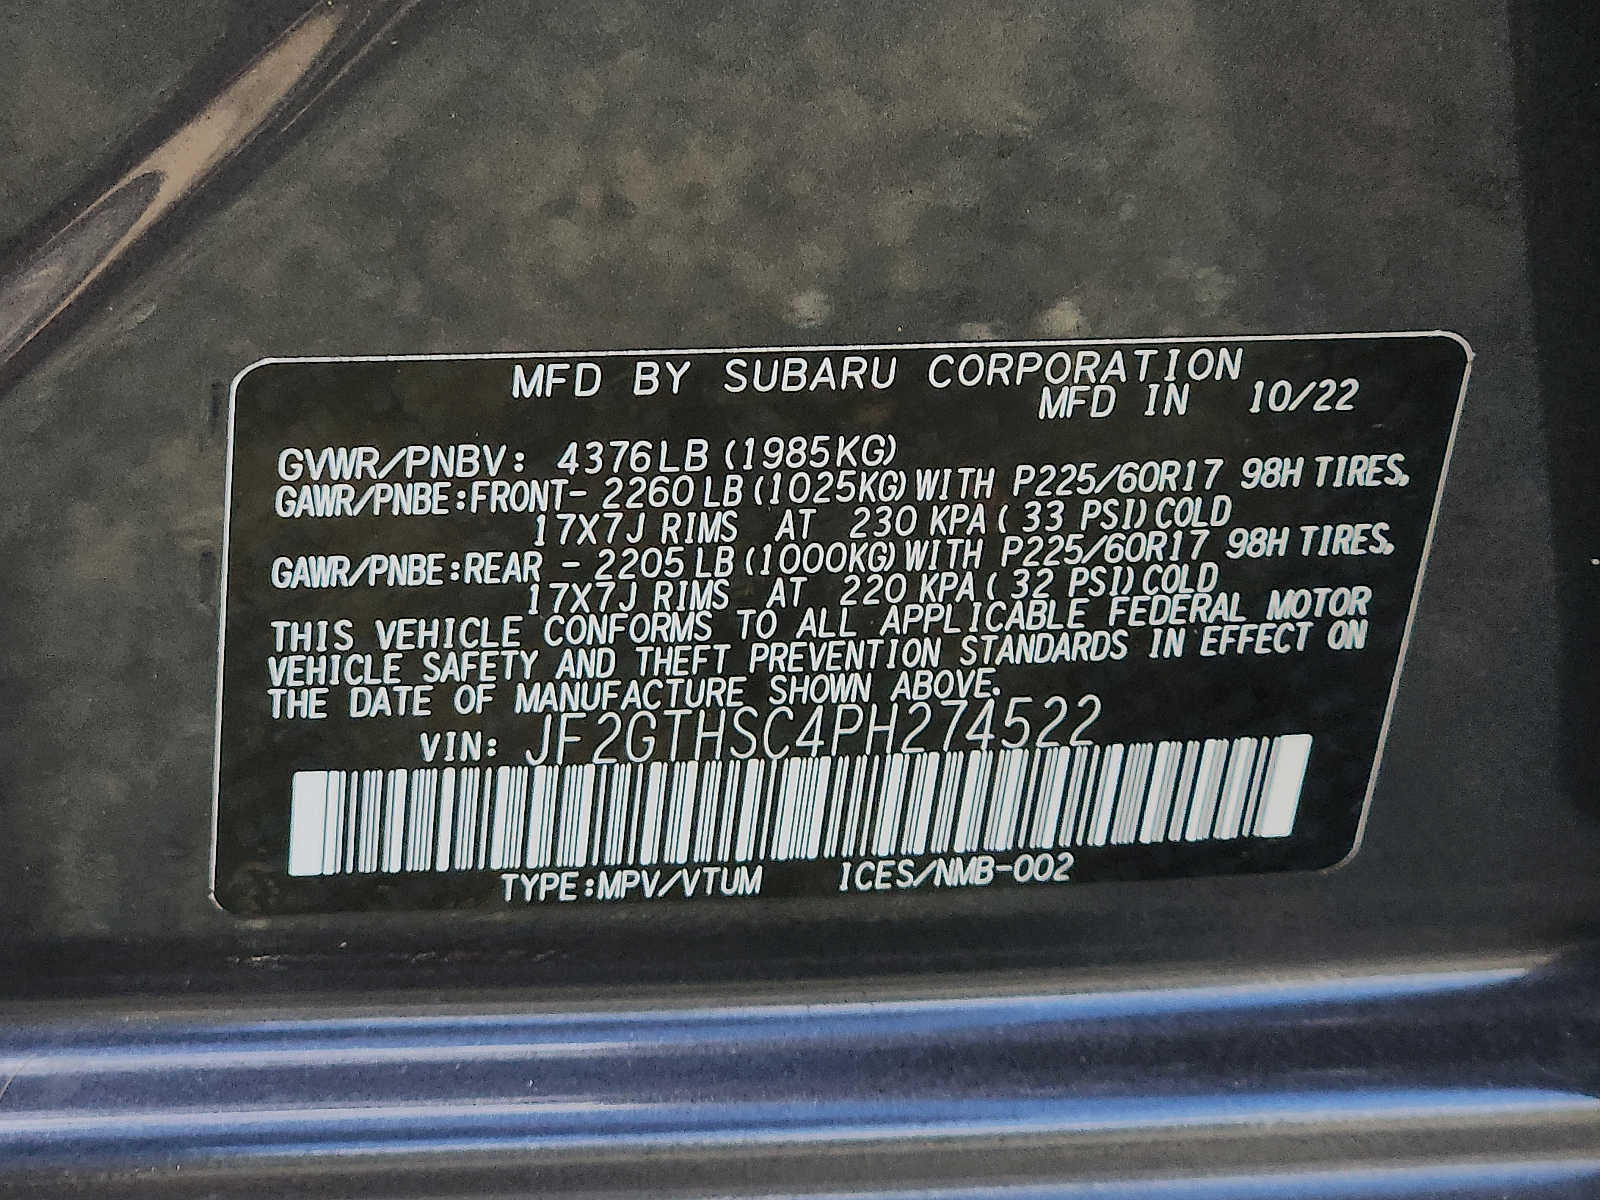 MFD BY SUBARU CORPORATION
MFD IN 10/22
GVWR/PNBV: 4376LB (1985KG)
GAWR/PNBE:FRONT- 2260LB (1025KG) WITH P225/60R17 98H TIRES,
17X7J RIMS AT 230 KPA ( 33 PSI) COLD
GAWR/PNBE:REAR - 2205LB (1000KG) WITH P225/60R17 98H TIRES,
17X7J RIMS AT 220 KPA ( 32 PSI) COLD
THIS VEHICLE CONFORMS TO ALL APPLICABLE FEDERAL MOTOR
VEHICLE SAFETY AND THEFT PREVENTION STANDARDS IN EFFECT ON
THE DATE OF MANUFACTURE SHOWN ABOVE.
VIN: JF2GTHSC4PH274522
TYPE:MPV/VTUM ICES/NMB-002